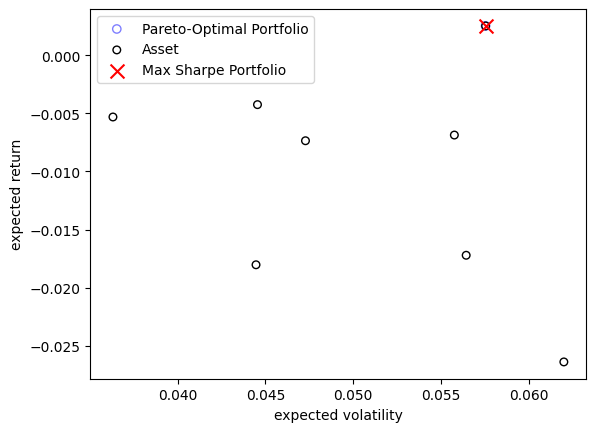 Pareto-Optimal Portfolio
Asset
Max Sharpe Portfolio
0.000
−0.005
−0.010
−0.015
−0.020
−0.025
expected return
0.040 0.045 0.050 0.055 0.060
expected volatility